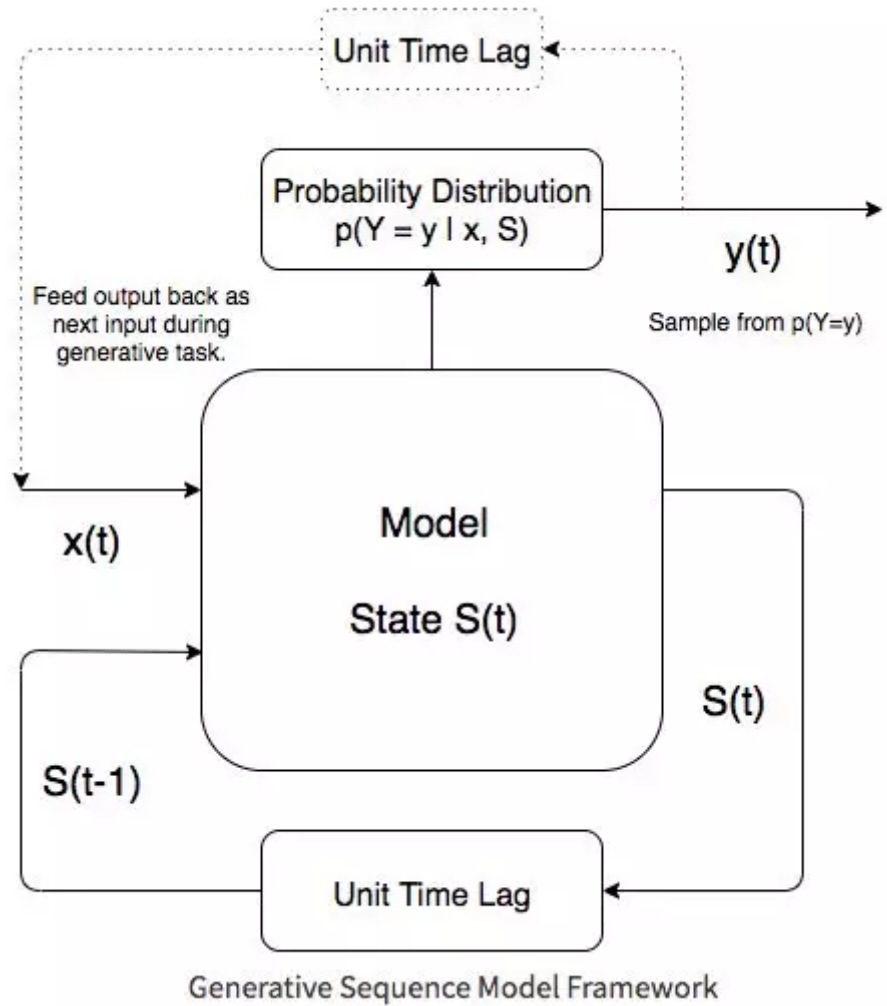 Unit Time Lag
Probability Distribution
p(Y = y | x, S)
y(t)
Feed output back as
next input during
generative task.
Sample from p(Y=y)
x(t)
Model
State S(t)
S(t)
S(t-1)
Unit Time Lag
Generative Sequence Model Framework